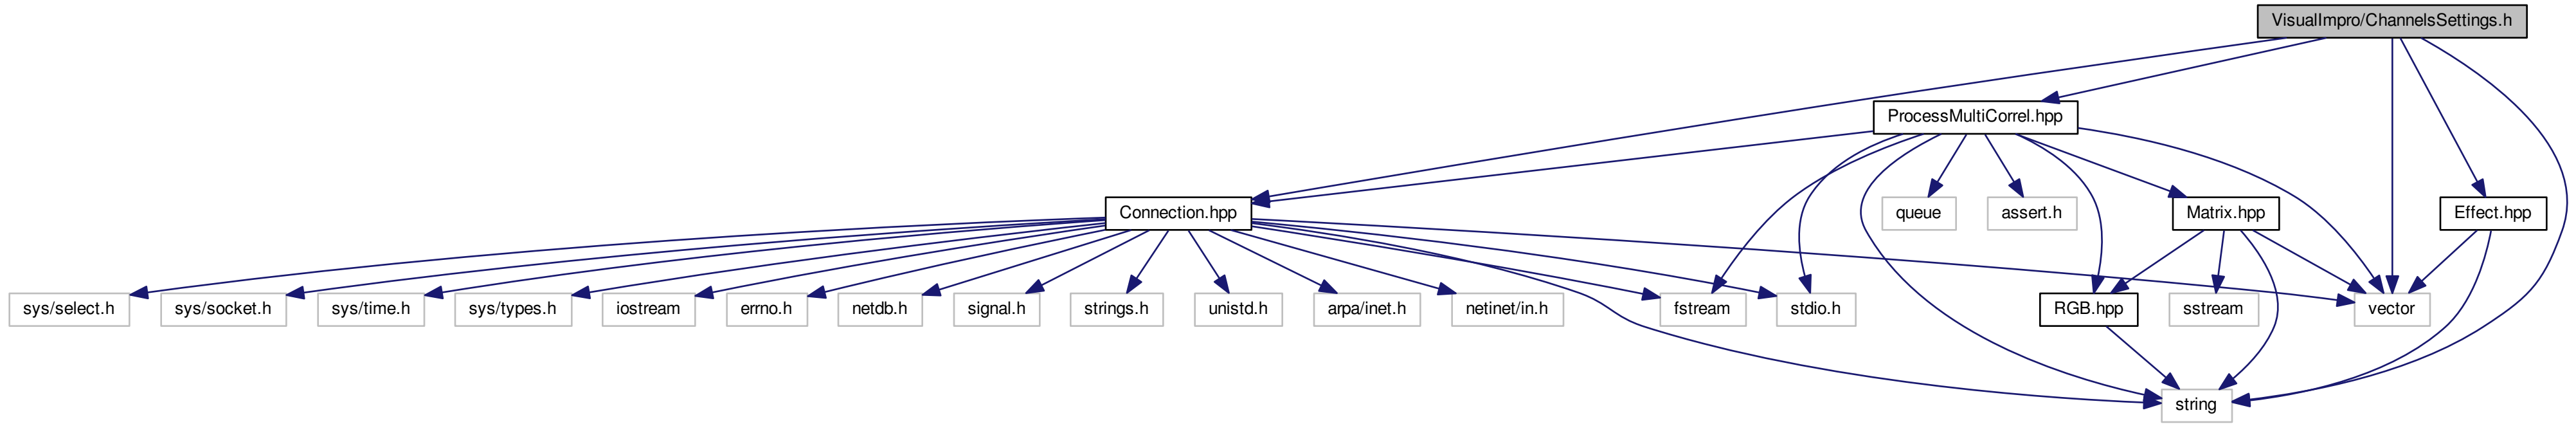 VisualImpro/ChannelsSettings.h
ProcessMultiCorrel.hpp
Connection.hpp
queue
assert.h
Matrix.hpp
Effect.hpp
sys/select.h
sys/socket.h
sys/time.h
sys/types.h
iostream
errno.h
netdb.h
signal.h
strings.h
unistd.h
arpa/inet.h
netinet/in.h
fstream
stdio.h
RGB.hpp
sstream
vector
string